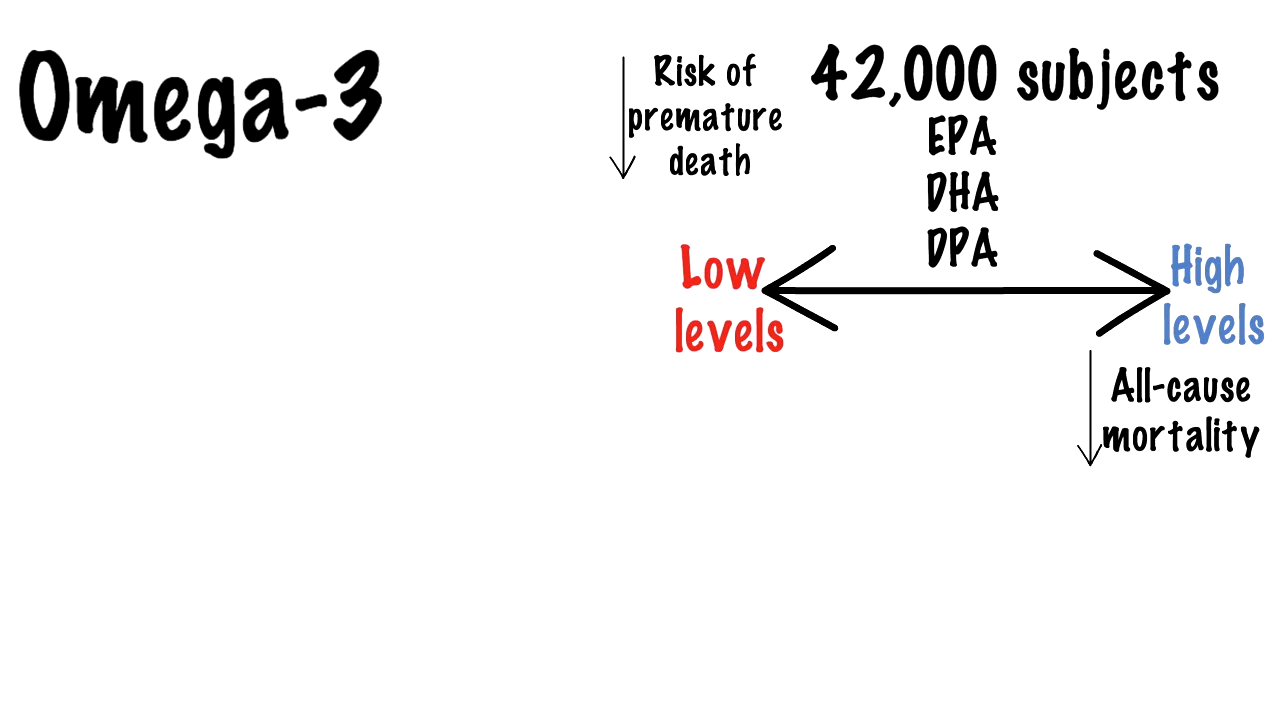 Omega-3
Risk of
premature
death
42,000 subjects
EPA
DHA
DPA
Low
levels
High
levels
All-cause
mortality